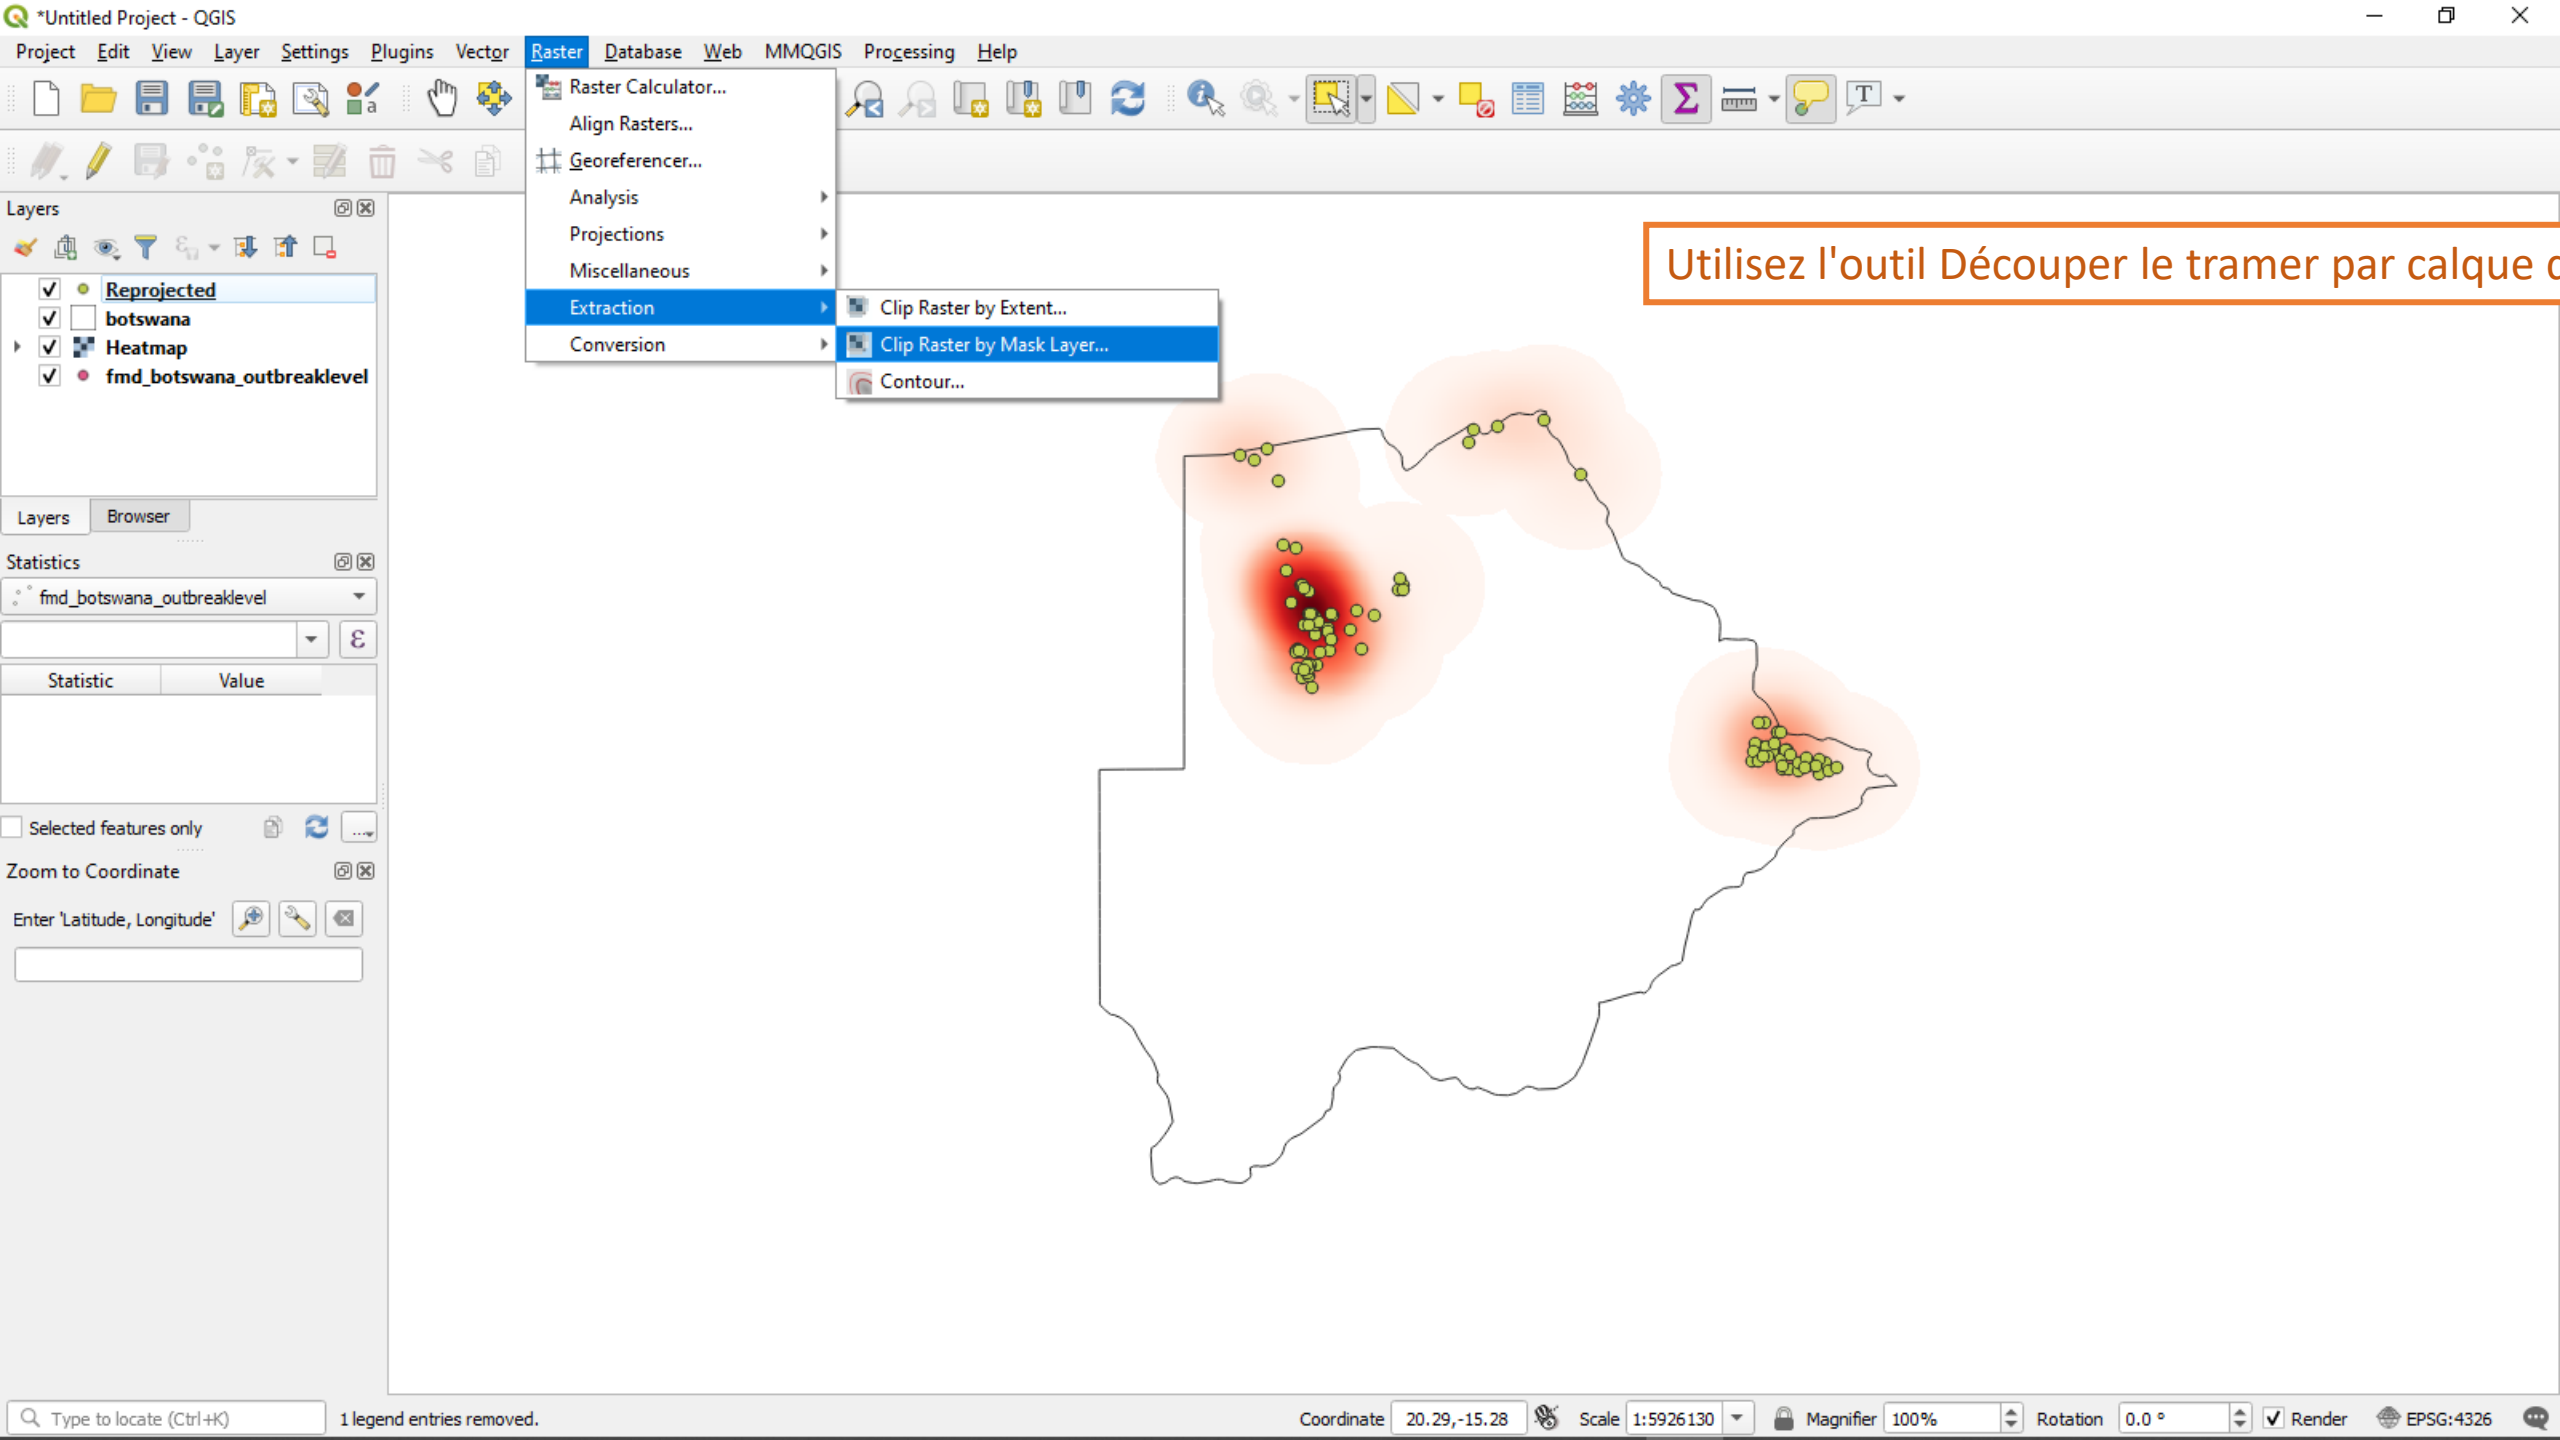 *Untitled Project - QGIS
Project Edit View Layer Settings Plugins Vector Raster Database Web MMQGIS Processing Help
Raster Calculator...
Align Rasters...
Georeferencer...
Analysis
Projections
Miscellaneous
Extraction
Conversion
Clip Raster by Extent...
Clip Raster by Mask Layer...
Contour...
Utilisez l'outil Découper le tramer par calque
Layers
Reprojected
botswana
Heatmap
fmd_botswana_outbreaklevel
Layers Browser
Statistics
fmd_botswana_outbreaklevel
ε
Statistic Value
Selected features only
Zoom to Coordinate
Enter 'Latitude, Longitude'
Type to locate (Ctrl+K) 1 legend entries removed. Coordinate 20.29,-15.28 Scale 1:5926130 Magnifier 100% Rotation 0.0 ° Render EPSG:4326